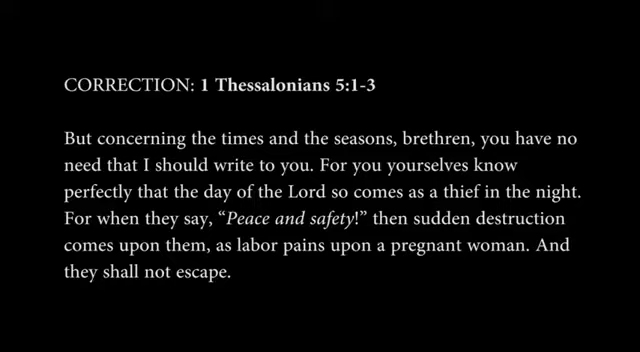 CORRECTION: 1 Thessalonians 5:1-3
But concerning the times and the seasons, brethren, you have no
need that I should write to you. For you yourselves know
perfectly that the day of the Lord so comes as a thief in the night.
For when they say, “Peace and safety!” then sudden destruction
comes upon them, as labor pains upon a pregnant woman. And
they shall not escape.